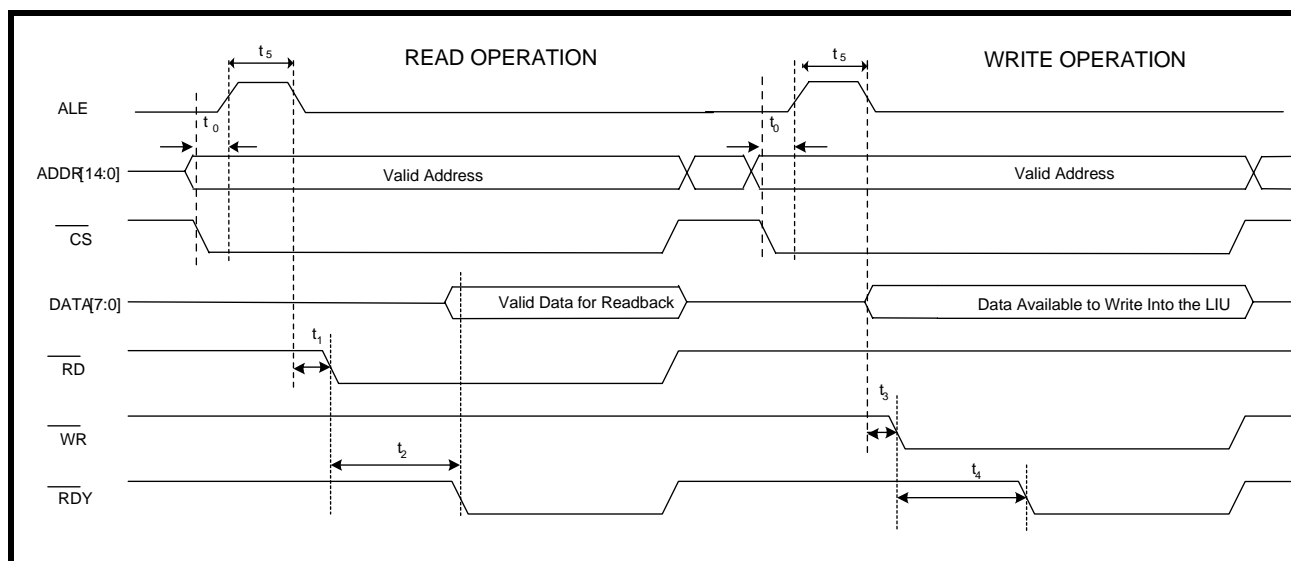 READ OPERATION
WRITE OPERATION
t5
t5
ALE
t0
t0
ADDR[14:0]
Valid Address
Valid Address
CS
DATA[7:0]
Valid Data for Readback
Data Available to Write Into the LIU
t1
RD
t3
WR
t2
t4
RDY